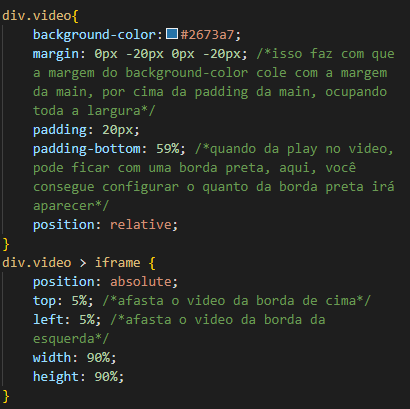 div.video{
background-color: #2673a7;
margin: 0px -20px 0px -20px; /*isso faz com que
a margem do background-color cole com a margem
da main, por cima da padding da main, ocupando
toda a largura*/
padding: 20px;
padding-bottom: 59%; /*quando da play no video,
pode ficar com uma borda preta, aqui, você
consegue configurar o quanto da borda preta irá
aparecer*/
position: relative;
}
div.video > iframe {
position: absolute;
top: 5%; /*afasta o video da borda de cima*/
left: 5%; /*afasta o video da borda da
esquerda*/
width: 90%;
height: 90%;
}